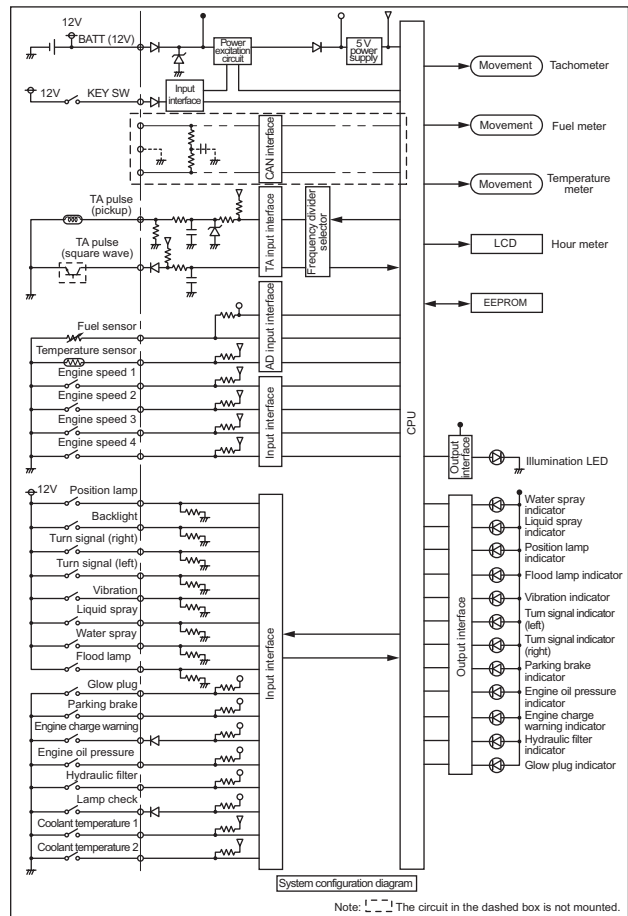 12V
BATT (12V)
Power
excitation
circuit
5 V
power
supply
12V
KEY SW
Input
interface
CAN interface
TA pulse
(pickup)
TA pulse
(square wave)
TA input interface
Frequency divider
selector
Fuel sensor
Temperature sensor
AD input interface
Engine speed 1
Engine speed 2
Engine speed 3
Engine speed 4
Input interface
CPU
Movement
Tachometer
Movement
Fuel meter
Movement
Temperature
meter
LCD
Hour meter
EEPROM
Output
interface
Illumination LED
12V
Position lamp
Backlight
Turn signal (right)
Turn signal (left)
Vibration
Liquid spray
Water spray
Flood lamp
Glow plug
Parking brake
Engine charge warning
Engine oil pressure
Hydraulic filter
Lamp check
Coolant temperature 1
Coolant temperature 2
Input interface
Output interface
Water spray
indicator
Liquid spray
indicator
Position lamp
indicator
Flood lamp indicator
Vibration indicator
Turn signal indicator
(left)
Turn signal indicator
(right)
Parking brake
indicator
Engine oil pressure
indicator
Engine charge
warning indicator
Hydraulic filter
indicator
Glow plug indicator
System configuration diagram
Note: The circuit in the dashed box is not mounted.